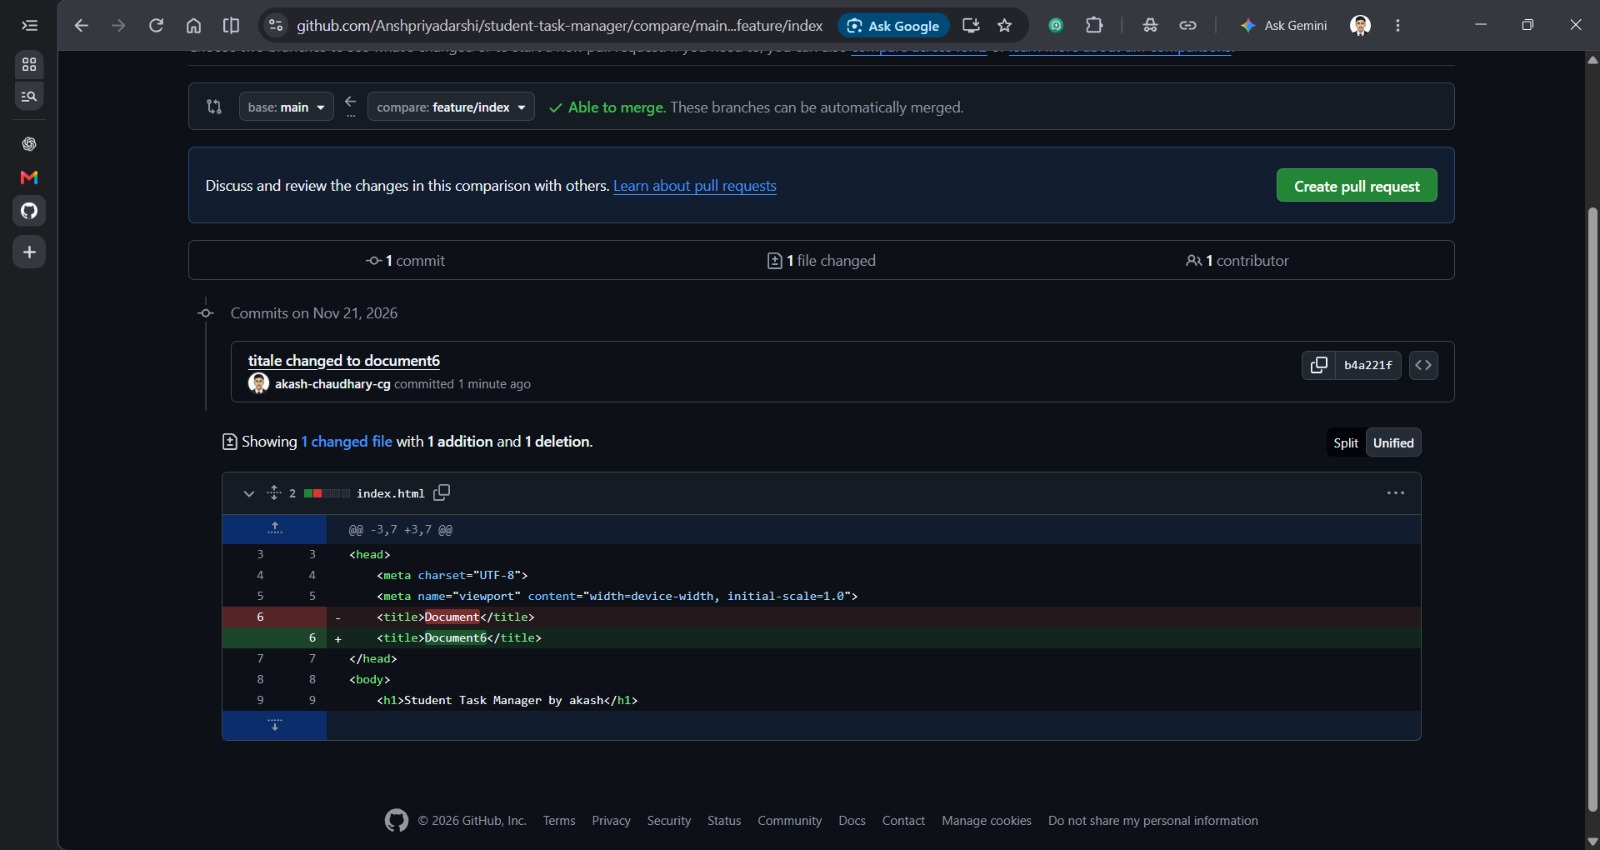 github.com/Anshpriyadarshi/student-task-manager/compare/main...feature/index
Ask Google
Ask Gemini
base: main
compare: feature/index
Able to merge. These branches can be automatically merged.
Discuss and review the changes in this comparison with others. Learn about pull requests
Create pull request
1 commit
1 file changed
1 contributor
Commits on Nov 21, 2026
titale changed to document6
akash-chaudhary-cg committed 1 minute ago
b4a221f
Showing 1 changed file with 1 addition and 1 deletion.
Split Unified
2 index.html
@@ -3,7 +3,7 @@
3 3 <head>
4 4 <meta charset="UTF-8">
5 5 <meta name="viewport" content="width=device-width, initial-scale=1.0">
6 - <title>Document</title>
6 + <title>Document6</title>
7 7 </head>
8 8 <body>
9 9 <h1>Student Task Manager by akash</h1>
© 2026 GitHub, Inc. Terms Privacy Security Status Community Docs Contact Manage cookies Do not share my personal information